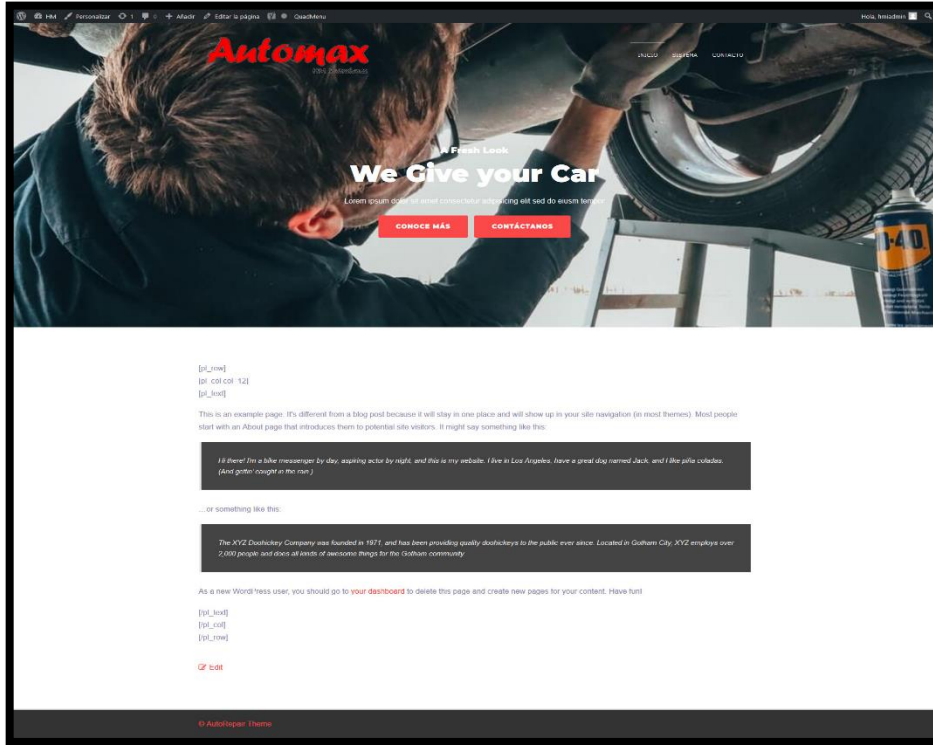 HM Personalizar 1 0 + Añadir Editar la página QuadMenu Hola, hmiadmin
Automax
INICIO SISTEMA CONTACTO
A Fresh Look
We Give your Car
Lorem ipsum dolor sit amet consectetur adipisicing elit sed do eiusm tempor
CONOCE MÁS CONTÁCTANOS
D-40
[pl_row]
[pl_col col=12]
[pl_text]
This is an example page. It's different from a blog post because it will stay in one place and will show up in your site navigation (in most themes). Most people
start with an About page that introduces them to potential site visitors. It might say something like this:
Hi there! I'm a bike messenger by day, aspiring actor by night, and this is my website. I live in Los Angeles, have a great dog named Jack, and I like piña coladas.
(And gettin' caught in the rain.)
...or something like this:
The XYZ Doohickey Company was founded in 1971, and has been providing quality doohickeys to the public ever since. Located in Gotham City, XYZ employs over
2,000 people and does all kinds of awesome things for the Gotham community.
As a new WordPress user, you should go to your dashboard to delete this page and create new pages for your content. Have fun!
[/pl_text]
[/pl_col]
[/pl_row]
Edit
© AutoRepair Theme